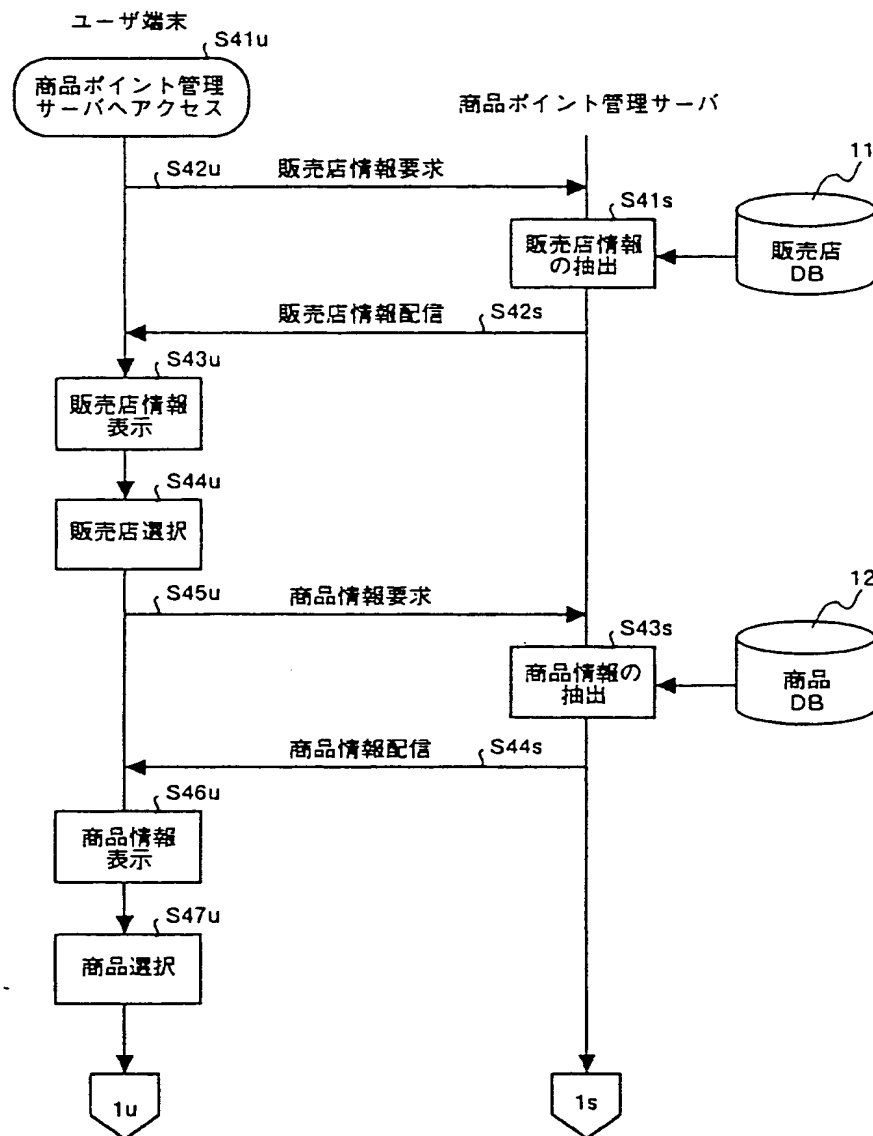 ユーザ端末
S41u
商品ポイント管理
サーバへアクセス
商品ポイント管理サーバ
S42u
販売店情報要求
11
S41s
販売店情報
の抽出
販売店
DB
販売店情報配信
S42s
S43u
販売店情報
表示
S44u
販売店選択
S45u
商品情報要求
12
S43s
商品情報の
抽出
商品
DB
商品情報配信
S44s
S46u
商品情報
表示
S47u
商品選択
1u
1s